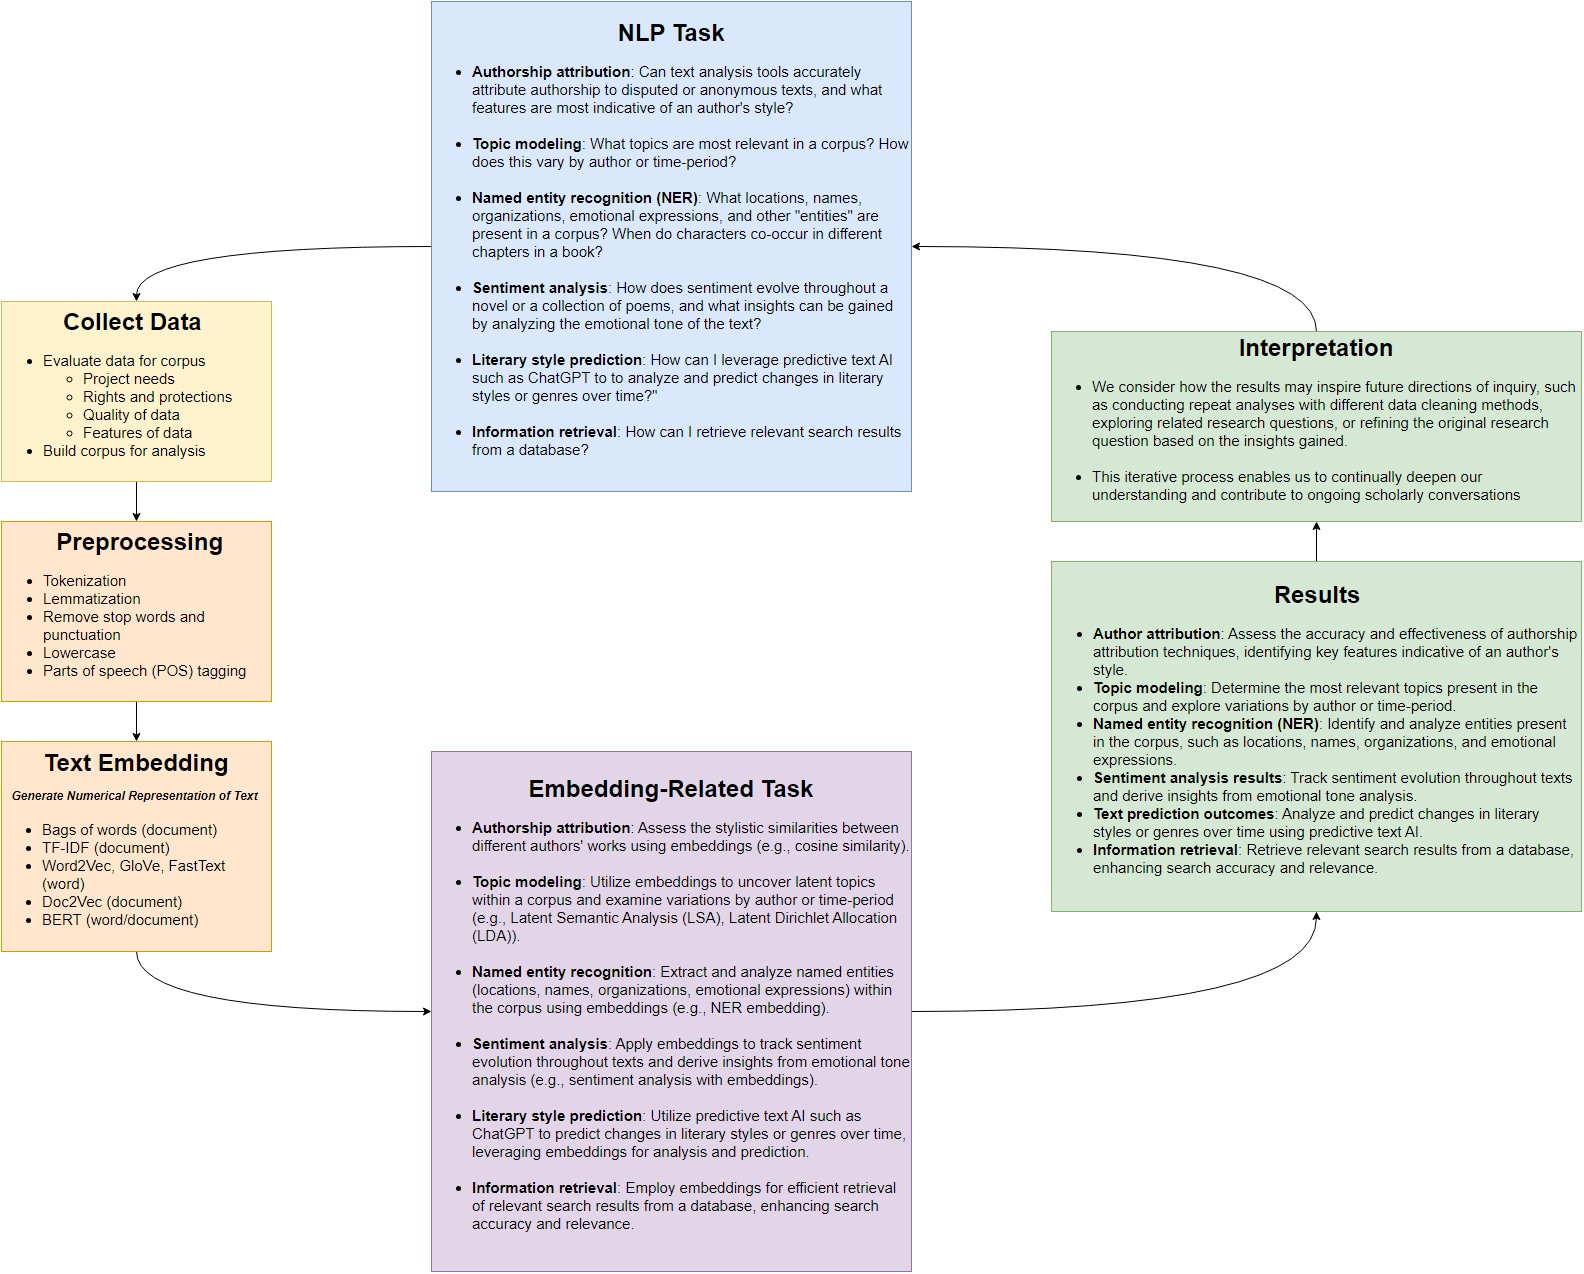 NLP Task
• Authorship attribution: Can text analysis tools accurately
attribute authorship to disputed or anonymous texts, and what
features are most indicative of an author's style?
• Topic modeling: What topics are most relevant in a corpus? How
does this vary by author or time-period?
• Named entity recognition (NER): What locations, names,
organizations, emotional expressions, and other "entities" are
present in a corpus? When do characters co-occur in different
chapters in a book?
• Sentiment analysis: How does sentiment evolve throughout a
novel or a collection of poems, and what insights can be gained
by analyzing the emotional tone of the text?
• Literary style prediction: How can I leverage predictive text AI
such as ChatGPT to to analyze and predict changes in literary
styles or genres over time?"
• Information retrieval: How can I retrieve relevant search results
from a database?
Collect Data
• Evaluate data for corpus
○ Project needs
○ Rights and protections
○ Quality of data
○ Features of data
• Build corpus for analysis
Preprocessing
• Tokenization
• Lemmatization
• Remove stop words and
punctuation
• Lowercase
• Parts of speech (POS) tagging
Text Embedding
Generate Numerical Representation of Text
• Bags of words (document)
• TF-IDF (document)
• Word2Vec, GloVe, FastText
(word)
• Doc2Vec (document)
• BERT (word/document)
Embedding-Related Task
• Authorship attribution: Assess the stylistic similarities between
different authors' works using embeddings (e.g., cosine similarity).
• Topic modeling: Utilize embeddings to uncover latent topics
within a corpus and examine variations by author or time-period
(e.g., Latent Semantic Analysis (LSA), Latent Dirichlet Allocation
(LDA)).
• Named entity recognition: Extract and analyze named entities
(locations, names, organizations, emotional expressions) within
the corpus using embeddings (e.g., NER embedding).
• Sentiment analysis: Apply embeddings to track sentiment
evolution throughout texts and derive insights from emotional tone
analysis (e.g., sentiment analysis with embeddings).
• Literary style prediction: Utilize predictive text AI such as
ChatGPT to predict changes in literary styles or genres over time,
leveraging embeddings for analysis and prediction.
• Information retrieval: Employ embeddings for efficient retrieval
of relevant search results from a database, enhancing search
accuracy and relevance.
Results
• Author attribution: Assess the accuracy and effectiveness of authorship
attribution techniques, identifying key features indicative of an author's
style.
• Topic modeling: Determine the most relevant topics present in the
corpus and explore variations by author or time-period.
• Named entity recognition (NER): Identify and analyze entities present
in the corpus, such as locations, names, organizations, and emotional
expressions.
• Sentiment analysis results: Track sentiment evolution throughout texts
and derive insights from emotional tone analysis.
• Text prediction outcomes: Analyze and predict changes in literary
styles or genres over time using predictive text AI.
• Information retrieval: Retrieve relevant search results from a database,
enhancing search accuracy and relevance.
Interpretation
• We consider how the results may inspire future directions of inquiry, such
as conducting repeat analyses with different data cleaning methods,
exploring related research questions, or refining the original research
question based on the insights gained.
• This iterative process enables us to continually deepen our
understanding and contribute to ongoing scholarly conversations